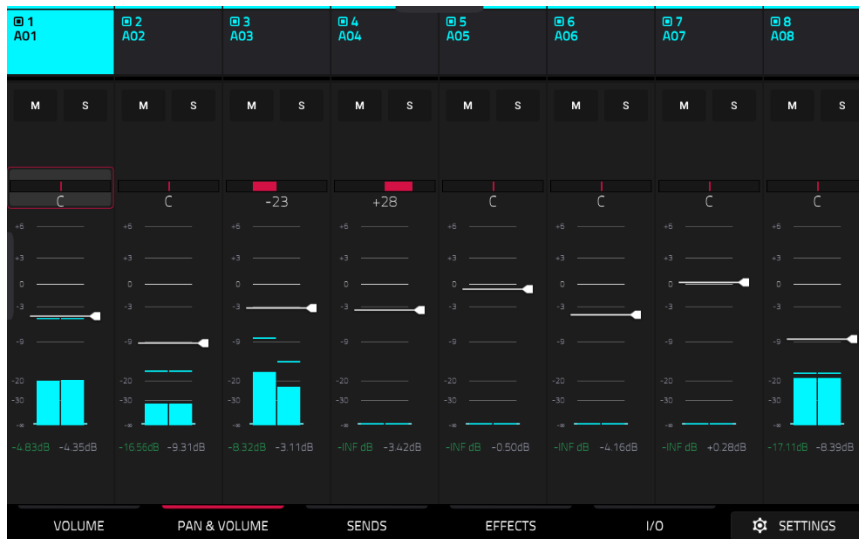 1 2 3 4 5 6 7 8
A01 A02 A03 A04 A05 A06 A07 A08
M S M S M S M S M S M S M S M S
C C -23 +28 C C C C
+6 +6 +6 +6 +6 +6 +6 +6
+3 +3 +3 +3 +3 +3 +3 +3
0 0 0 0 0 0 0 0
-3 -3 -3 -3 -3 -3 -3 -3
-9 -9 -9 -9 -9 -9 -9 -9
-20 -20 -20 -20 -20 -20 -20 -20
-30 -30 -30 -30 -30 -30 -30 -30
-∞ -∞ -∞ -∞ -∞ -∞ -∞ -∞
-4.83dB -4.35dB -16.56dB -9.31dB -8.32dB -3.11dB -INF dB -3.42dB -INF dB -0.50dB -INF dB -4.16dB -INF dB +0.28dB -17.11dB -8.39dB
VOLUME PAN & VOLUME SENDS EFFECTS I/O SETTINGS